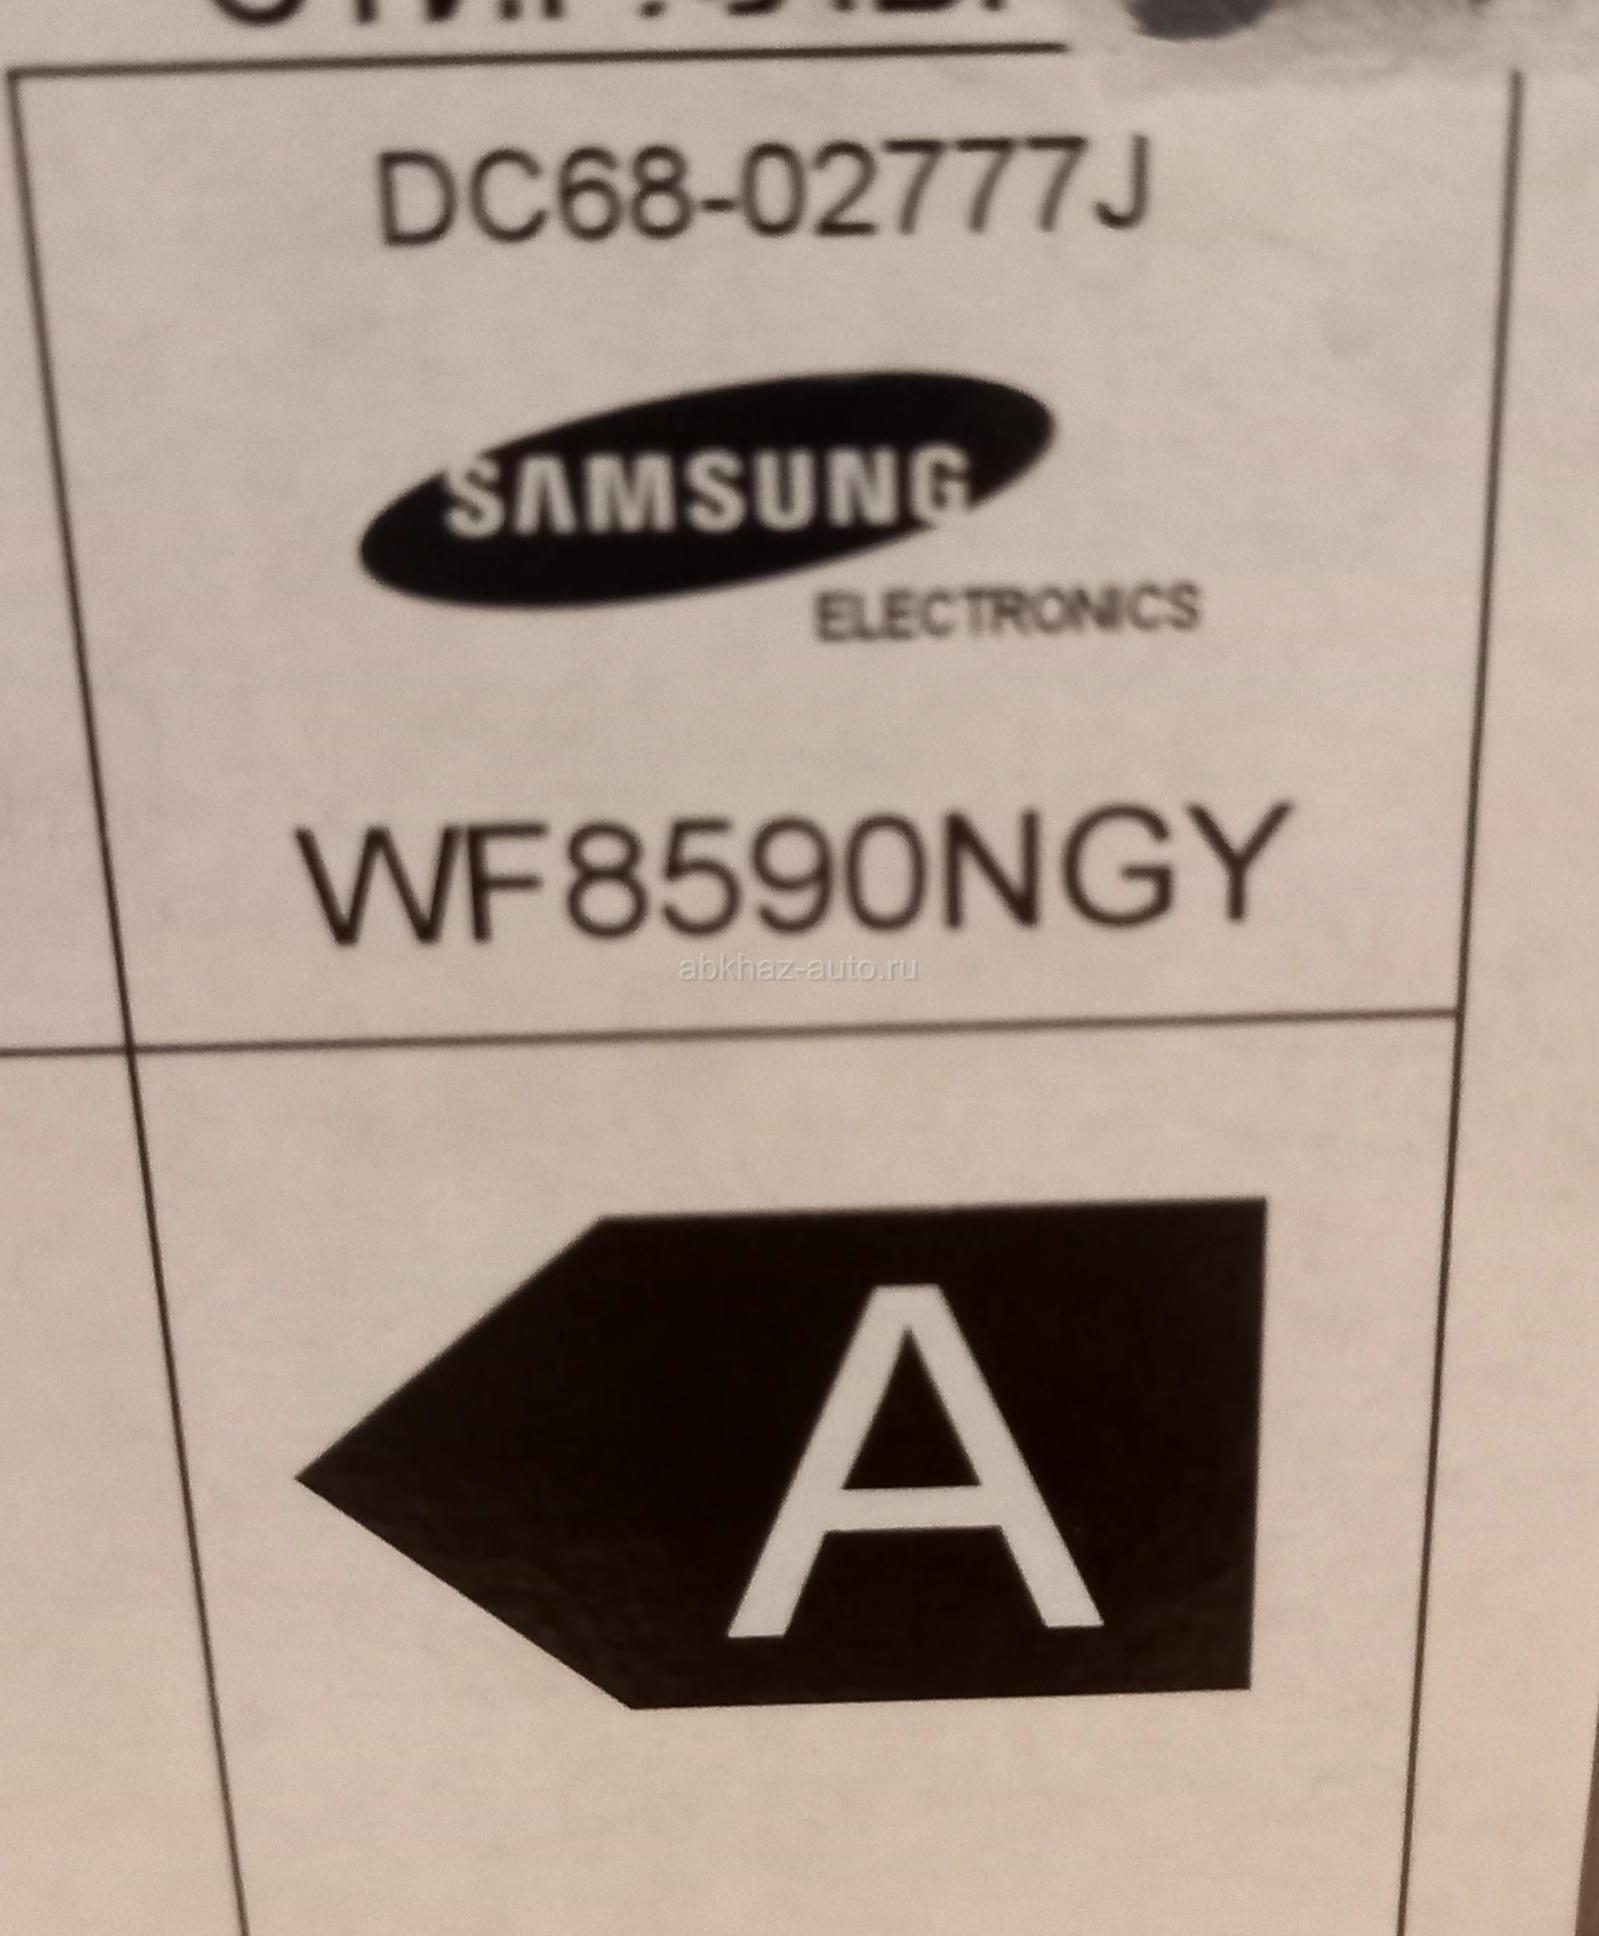 DC68-02777J
SAMSUNG
ELECTRONICS
WF8590NGY
abkhaz-auto.ru
A